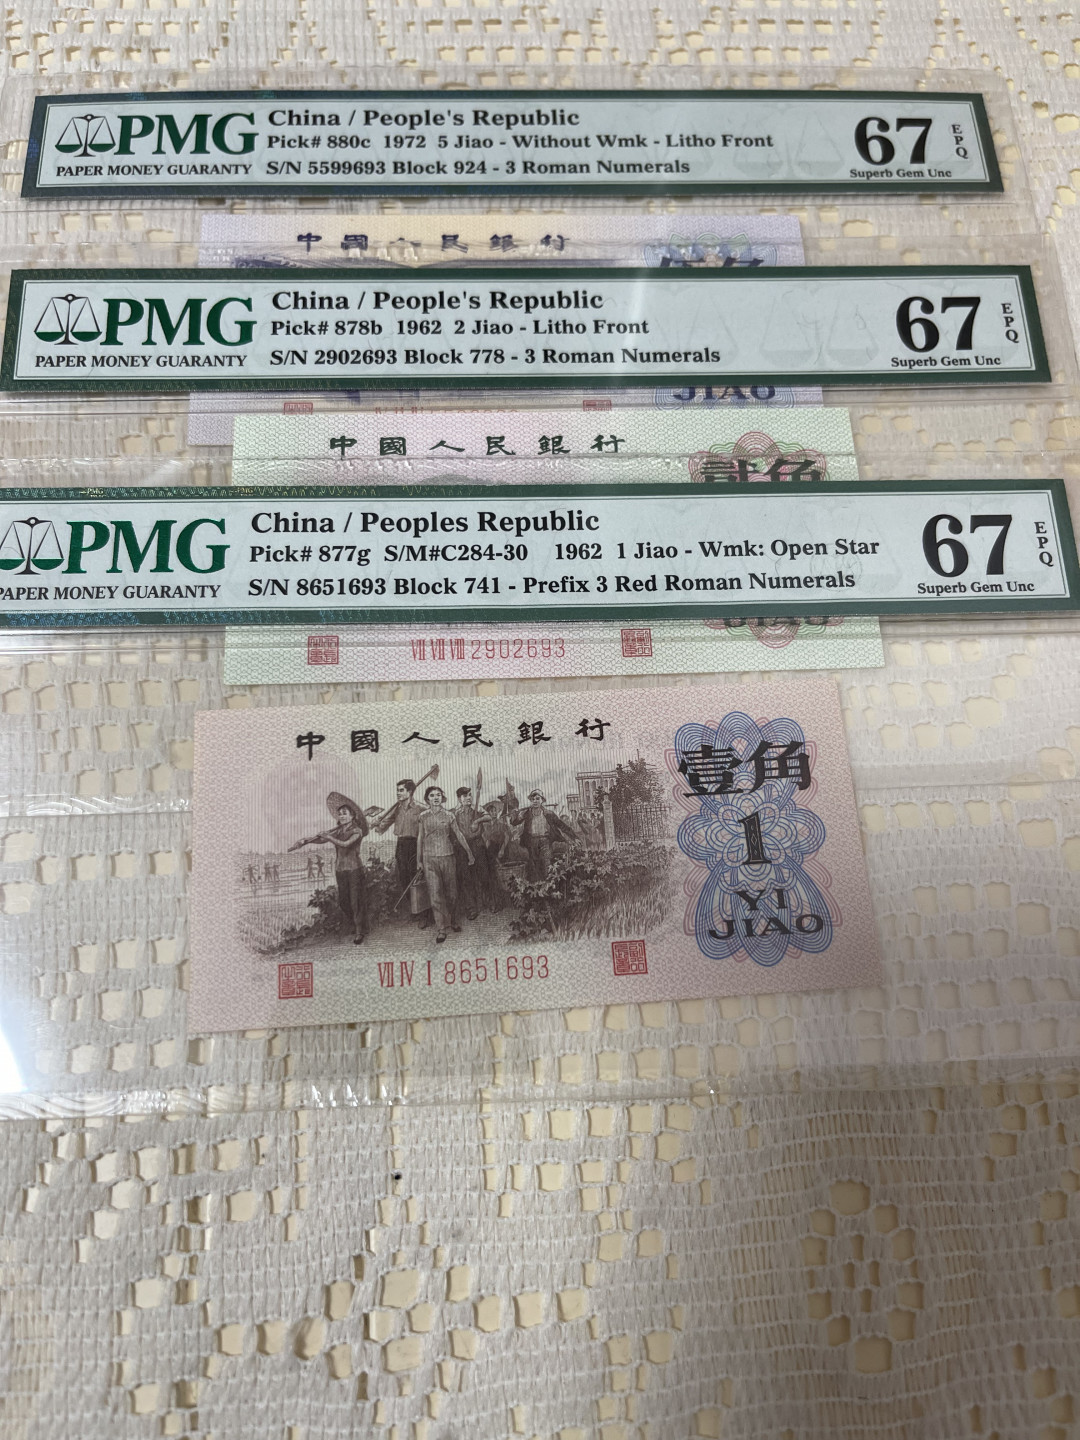 PMG
PAPER MONEY GUARANTY
China / People's Republic
Pick# 880c 1972 5 Jiao - Without Wmk - Litho Front
S/N 5599693 Block 924 - 3 Roman Numerals
67
EPQ
Superb Gem Unc
中國人民銀行
PMG
PAPER MONEY GUARANTY
China / People's Republic
Pick# 878b 1962 2 Jiao - Litho Front
S/N 2902693 Block 778 - 3 Roman Numerals
67
EPQ
Superb Gem Unc
JIAO
中國人民銀行
貳角
PMG
PAPER MONEY GUARANTY
China / Peoples Republic
Pick# 877g S/M#C284-30 1962 1 Jiao - Wmk: Open Star
S/N 8651693 Block 741 - Prefix 3 Red Roman Numerals
67
EPQ
Superb Gem Unc
VII VII VIII 2902693
中國人民銀行
壹角
1
YI
JIAO
VII IV I 8651693